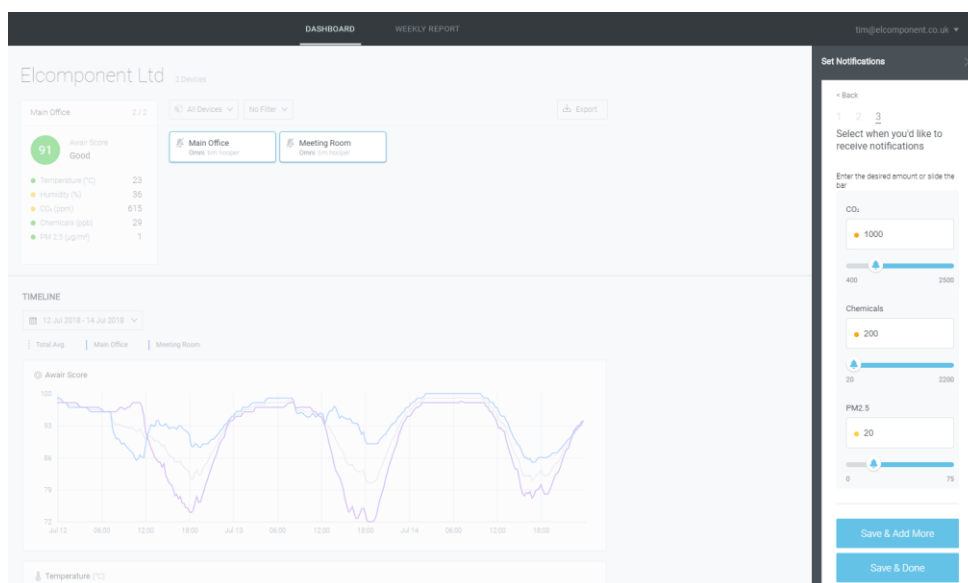 DASHBOARD
WEEKLY REPORT
tim@elcomponent.co.uk
Elcomponent Ltd 2 Devices
Main Office 2 / 2
91
Awair Score
Good
Temperature (°C) 23
Humidity (%) 36
CO₂ (ppm) 615
Chemicals (ppb) 29
PM 2.5 (µg/m³) 1
All Devices
No Filter
Export
Main Office
Omni tim hooper
Meeting Room
Omni tim hooper
TIMELINE
12 Jul 2018 - 14 Jul 2018
Total Avg.
Main Office
Meeting Room
Awair Score
100
93
86
79
72
Jul 12 06:00 12:00 18:00 Jul 13 06:00 12:00 18:00 Jul 14 06:00 12:00 18:00
Temperature (°C)
Set Notifications
< Back
1 2 3
Select when you'd like to
receive notifications
Enter the desired amount or slide the
bar
CO₂
1000
400 2500
Chemicals
200
20 2200
PM2.5
20
0 75
Save & Add More
Save & Done